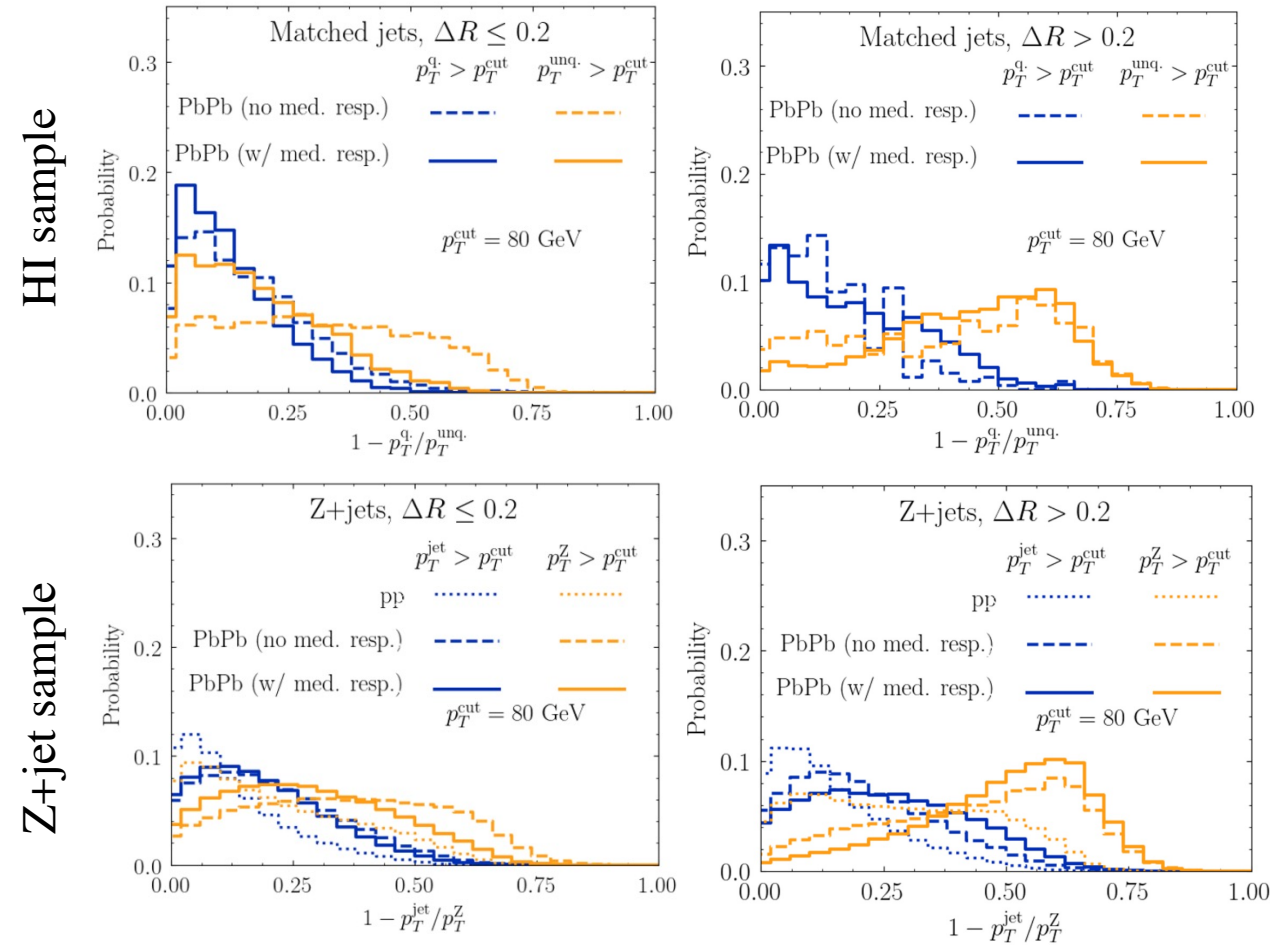 HI sample
Matched jets, ΔR ≤ 0.2
p_T^q. > p_T^cut p_T^unq. > p_T^cut
PbPb (no med. resp.)
PbPb (w/ med. resp.)
p_T^cut = 80 GeV
Probability
0.3
0.2
0.1
0.0
0.00 0.25 0.50 0.75 1.00
1 − p_T^q./p_T^unq.
Matched jets, ΔR > 0.2
p_T^q. > p_T^cut p_T^unq. > p_T^cut
PbPb (no med. resp.)
PbPb (w/ med. resp.)
p_T^cut = 80 GeV
Probability
0.3
0.2
0.1
0.0
0.00 0.25 0.50 0.75 1.00
1 − p_T^q./p_T^unq.
Z+jet sample
Z+jets, ΔR ≤ 0.2
p_T^jet > p_T^cut p_T^Z > p_T^cut
pp
PbPb (no med. resp.)
PbPb (w/ med. resp.)
p_T^cut = 80 GeV
Probability
0.3
0.2
0.1
0.0
0.00 0.25 0.50 0.75 1.00
1 − p_T^jet/p_T^Z
Z+jets, ΔR > 0.2
p_T^jet > p_T^cut p_T^Z > p_T^cut
pp
PbPb (no med. resp.)
PbPb (w/ med. resp.)
p_T^cut = 80 GeV
Probability
0.3
0.2
0.1
0.0
0.00 0.25 0.50 0.75 1.00
1 − p_T^jet/p_T^Z